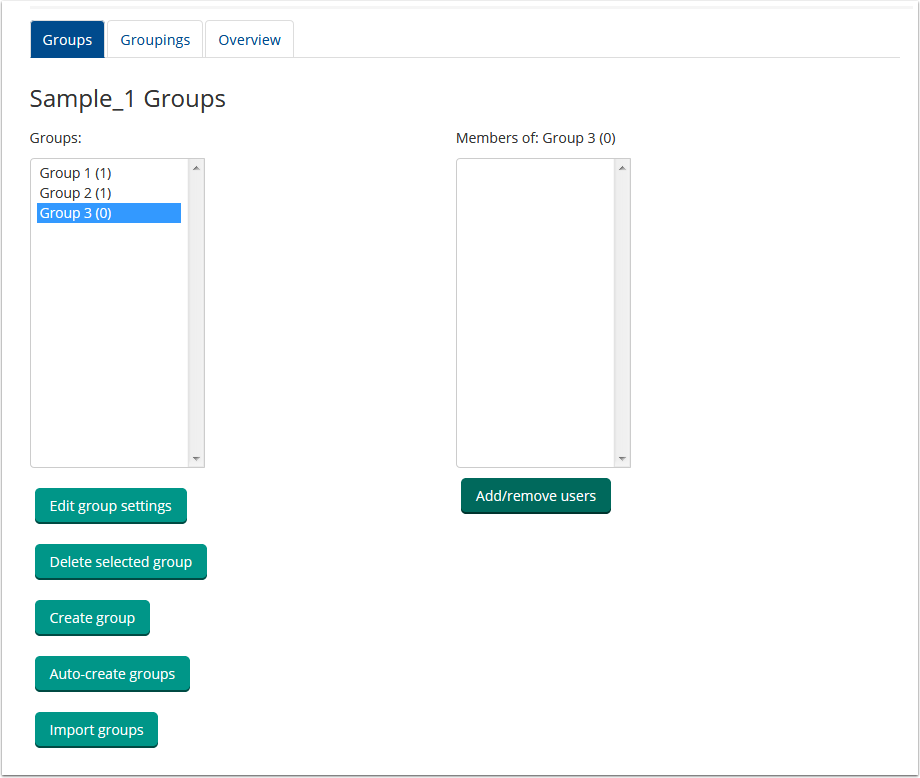 Groups
Groupings
Overview
Sample_1 Groups
Groups:
Group 1 (1)
Group 2 (1)
Group 3 (0)
Edit group settings
Delete selected group
Create group
Auto-create groups
Import groups
Members of: Group 3 (0)
Add/remove users